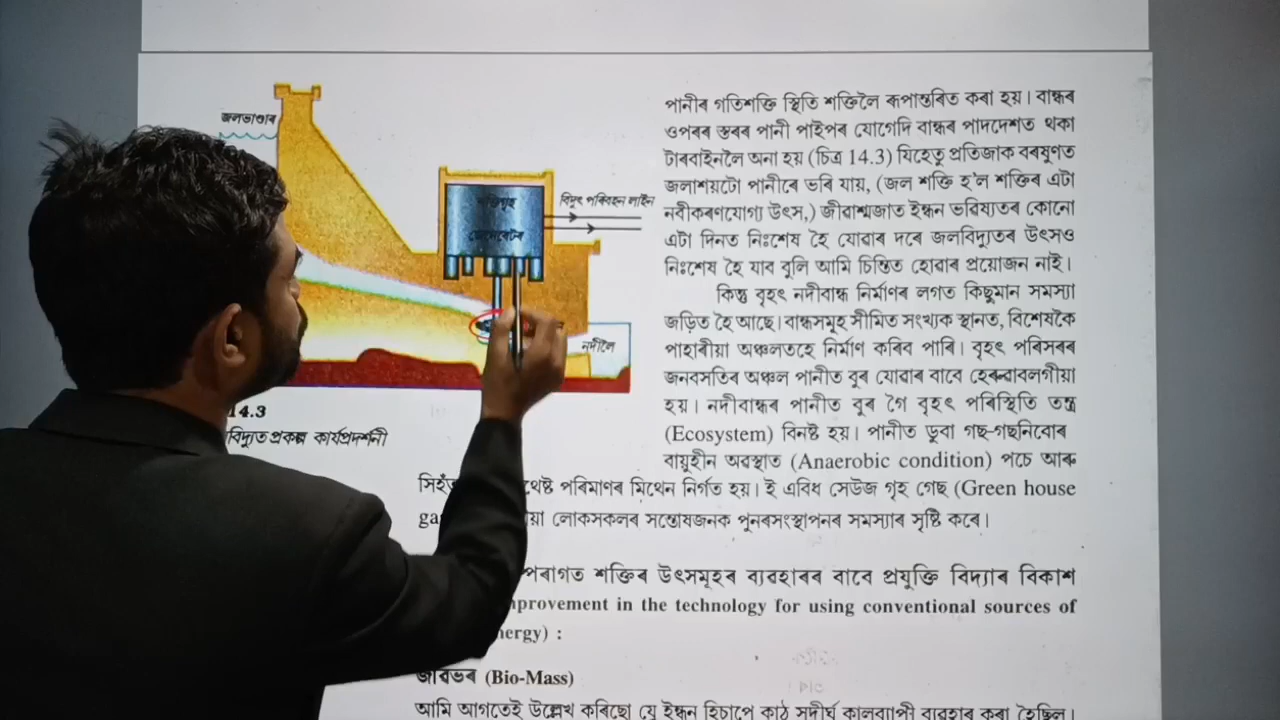 জলভাণ্ডাৰ
শক্তিগৃহ
জেনেৰেটৰ
বিদ্যুৎ পৰিবহন লাইন
নদীলৈ
14.3
বিদ্যুত প্ৰকল্প কাৰ্যপ্ৰদৰ্শনী
পানীৰ গতিশক্তি স্থিতি শক্তিলৈ ৰূপান্তৰিত কৰা হয়। বান্ধৰ
ওপৰৰ স্তৰৰ পানী পাইপৰ যোগেদি বান্ধৰ পাদদেশত থকা
টাৰবাইনলৈ অনা হয় (চিত্ৰ 14.3) যিহেতু প্ৰতিজাক বৰষুণত
জলাশয়টো পানীৰে ভৰি যায়, (জল শক্তি হ'ল শক্তিৰ এটা
নবীকৰণযোগ্য উৎস,) জীৱাশ্মজাত ইন্ধন ভৱিষ্যতৰ কোনো
এটা দিনত নিঃশেষ হৈ যোৱাৰ দৰে জলবিদ্যুতৰ উৎসও
নিঃশেষ হৈ যাব বুলি আমি চিন্তিত হোৱাৰ প্ৰয়োজন নাই।
কিন্তু বৃহৎ নদীবান্ধ নিৰ্মাণৰ লগত কিছুমান সমস্যা
জড়িত হৈ আছে। বান্ধসমূহ সীমিত সংখ্যক স্থানত, বিশেষকৈ
পাহাৰীয়া অঞ্চলতহে নিৰ্মাণ কৰিব পাৰি। বৃহৎ পৰিসৰৰ
জনবসতিৰ অঞ্চল পানীত বুৰ যোৱাৰ বাবে হেৰুৱাবলগীয়া
হয়। নদীবান্ধৰ পানীত বুৰ গৈ বৃহৎ পৰিস্থিতি তন্ত্ৰ
(Ecosystem) বিনষ্ট হয়। পানীত ডুবা গছ-গছনিবোৰ
বায়ুহীন অৱস্থাত (Anaerobic condition) পচে আৰু
যথেষ্ট পৰিমাণৰ মিথেন নিৰ্গত হয়। ই এবিধ সেউজ গৃহ গেছ (Green house
ga লোকসকলৰ সন্তোষজনক পুনৰসংস্থাপনৰ সমস্যাৰ সৃষ্টি কৰে।
পৰাগত শক্তিৰ উৎসমূহৰ ব্যৱহাৰৰ বাবে প্ৰযুক্তি বিদ্যাৰ বিকাশ
provement in the technology for using conventional sources of
nergy) :
জীৱভৰ (Bio-Mass)
আমি আগতেই উল্লেখ কৰিছো যে ইন্ধন হিচাপে কাঠ সুদীৰ্ঘ কালব্যাপী ব্যৱহাৰ কৰা হৈছিল।